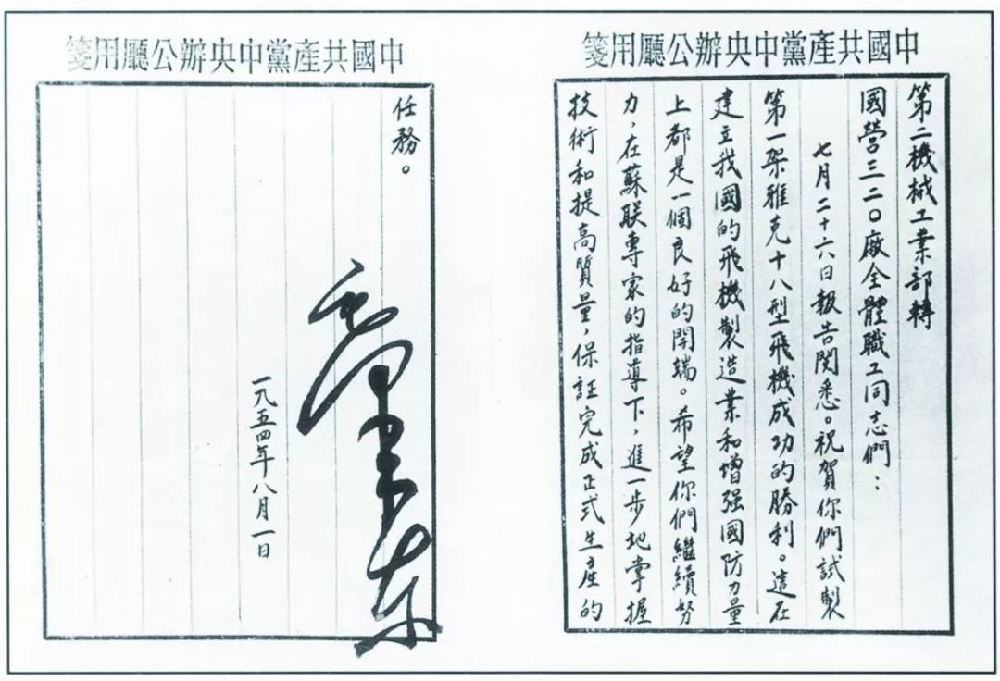 中國共產黨中央辦公廳用箋
第二機械工業部轉
國營三二〇廠全體職工同志們：
七月二十六日報告閱悉。祝賀你們試製
第一架雅克十八型飛機成功的勝利。這在
建立我國的飛機製造業和增强國防力量
上都是一個良好的開端。希望你們繼續努
力，在蘇联專家的指導下，進一步地掌握
技術和提高質量，保証完成正式生產的
中國共產黨中央辦公廳用箋
任務。
毛澤东
一九五四年八月一日